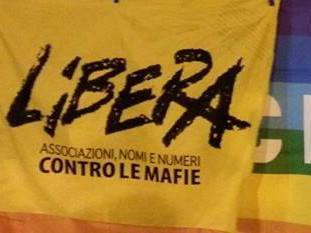 LIBERA
ASSOCIAZIONI, NOMI E NUMERI
CONTRO LE MAFIE